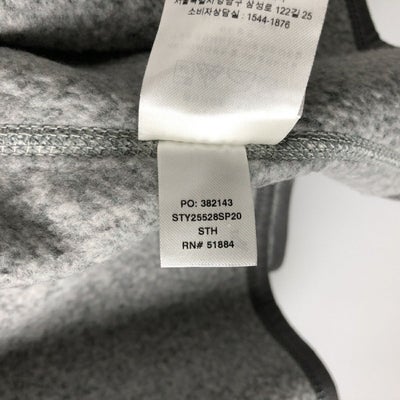 서울특별시 강남구 삼성로 122길 25
소비자상담실 : 1544-1876
PO: 382143
STY25528SP20
STH
RN# 51884